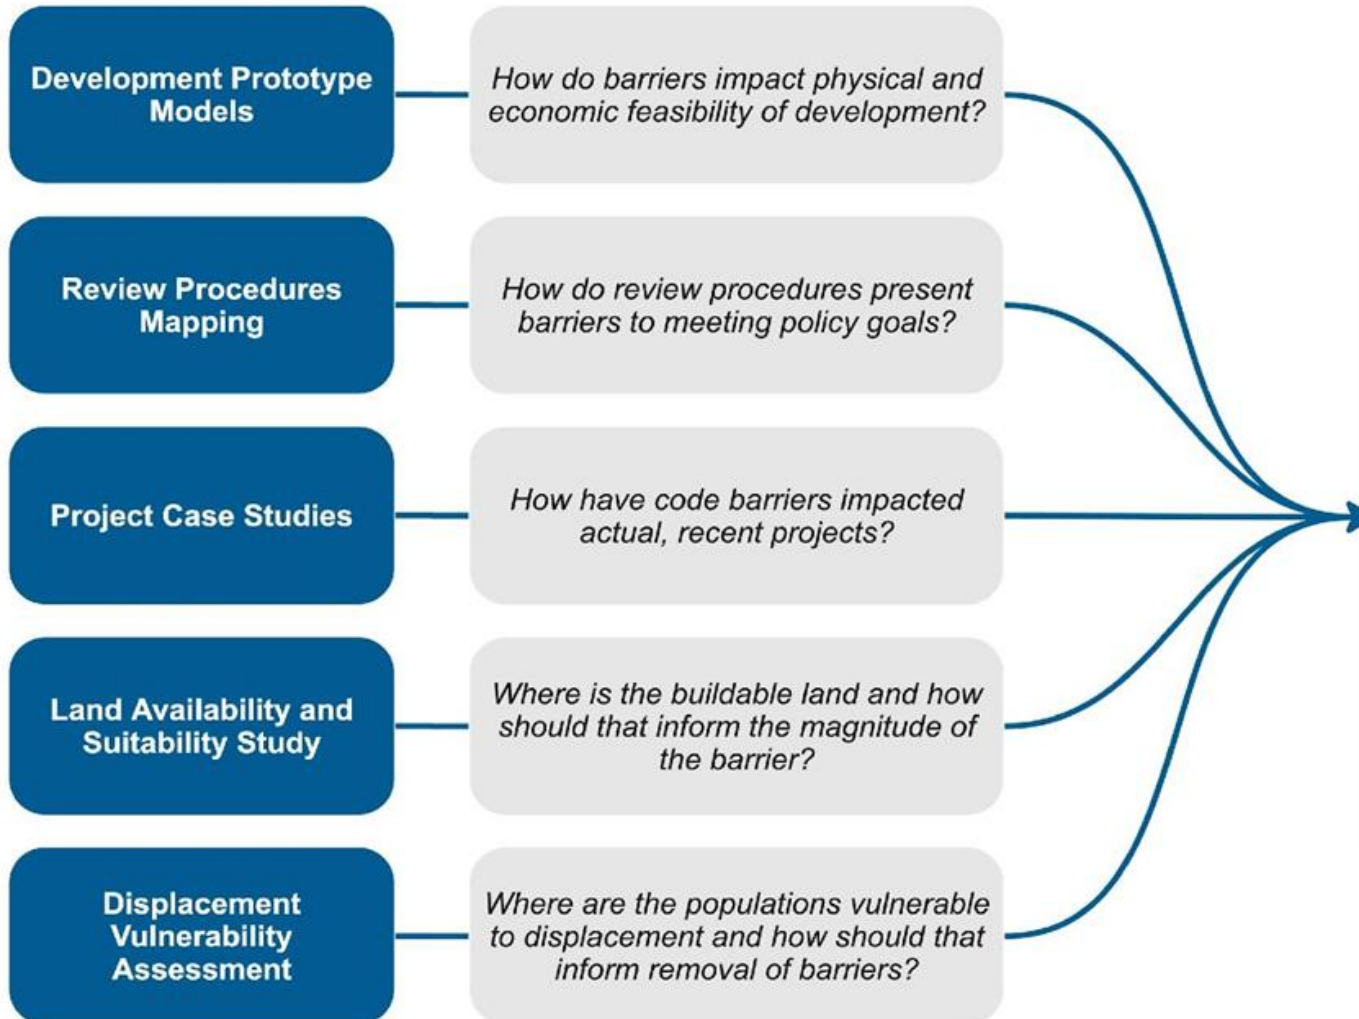 Development Prototype
Models
How do barriers impact physical and
economic feasibility of development?
Review Procedures
Mapping
How do review procedures present
barriers to meeting policy goals?
Project Case Studies
How have code barriers impacted
actual, recent projects?
Land Availability and
Suitability Study
Where is the buildable land and how
should that inform the magnitude of
the barrier?
Displacement
Vulnerability
Assessment
Where are the populations vulnerable
to displacement and how should that
inform removal of barriers?